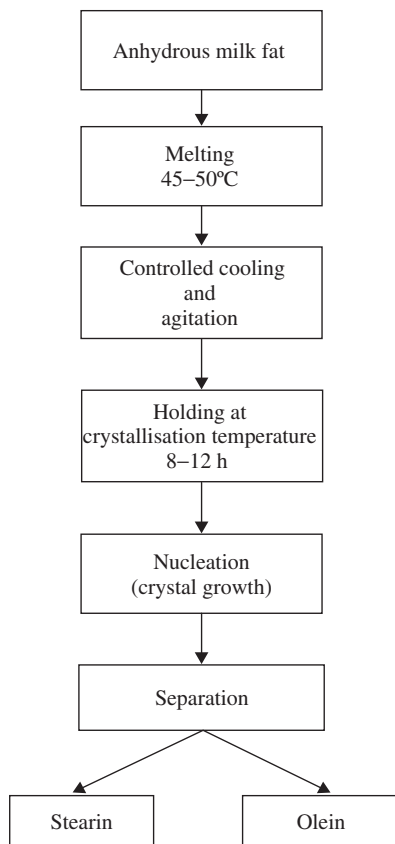 Anhydrous milk fat
Melting
45–50ºC
Controlled cooling
and
agitation
Holding at
crystallisation temperature
8–12 h
Nucleation
(crystal growth)
Separation
Stearin
Olein